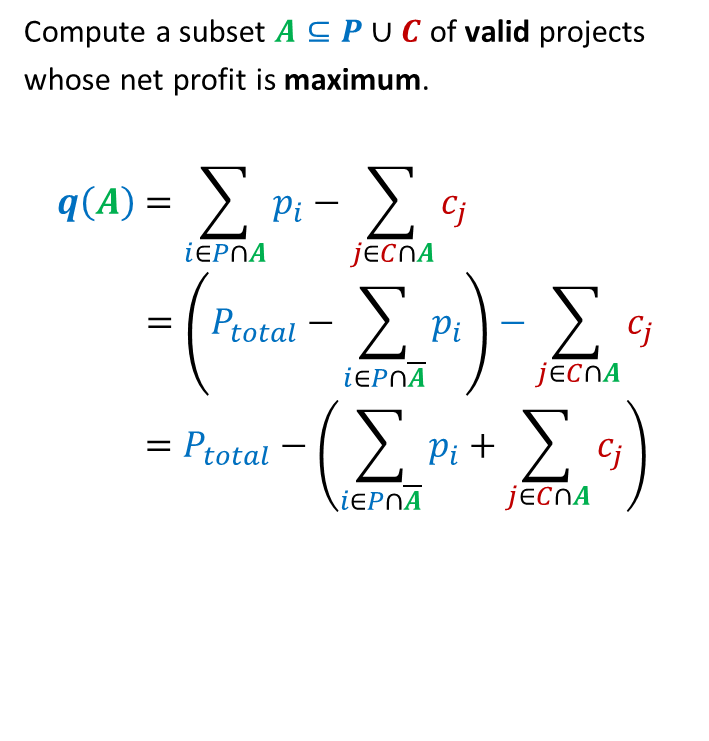 Compute a subset A ⊆ P ∪ C of valid projects
whose net profit is maximum.
q(A) = ∑_{i∈P∩A} p_i − ∑_{j∈C∩A} c_j
= (P_total − ∑_{i∈P∩A̅} p_i) − ∑_{j∈C∩A} c_j
= P_total − (∑_{i∈P∩A̅} p_i + ∑_{j∈C∩A} c_j)